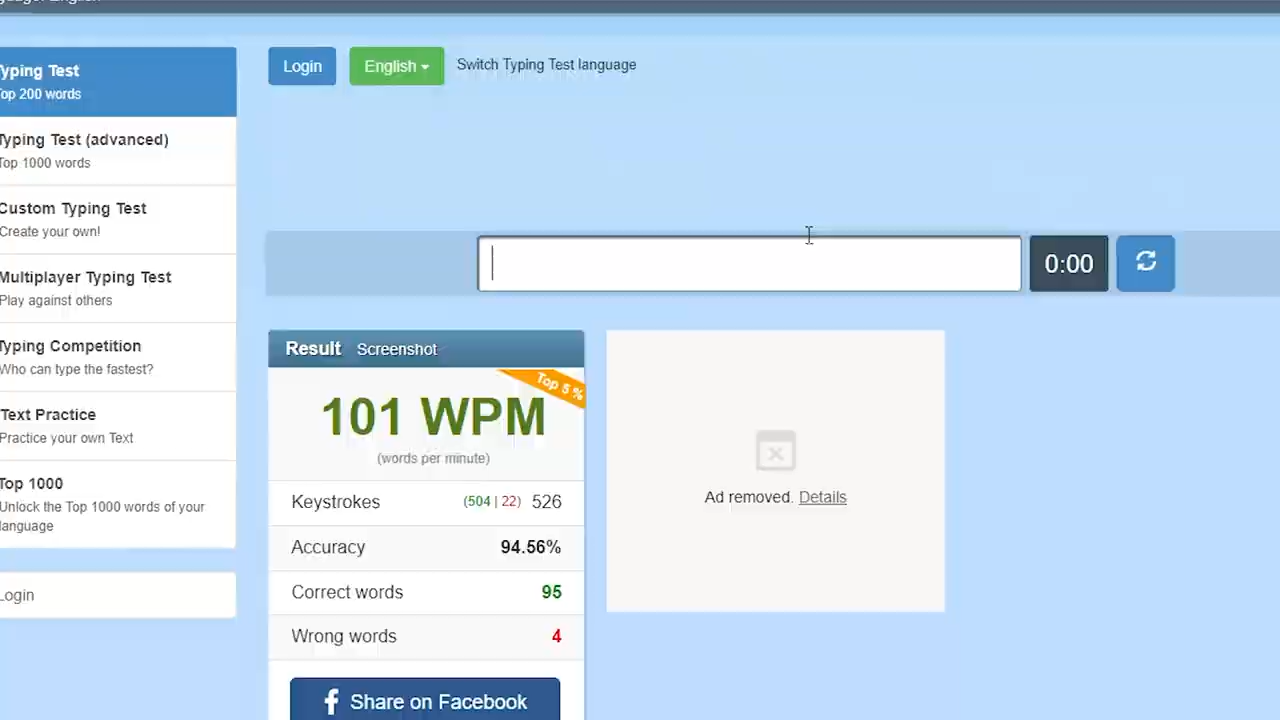 Typing Test
Top 200 words
Typing Test (advanced)
Top 1000 words
Custom Typing Test
Create your own!
Multiplayer Typing Test
Play against others
Typing Competition
Who can type the fastest?
Text Practice
Practice your own Text
Top 1000
Unlock the Top 1000 words of your
language
Login
Login
English
Switch Typing Test language
0:00
Result Screenshot
Top 5 %
101 WPM
(words per minute)
Keystrokes (504 | 22) 526
Accuracy 94.56%
Correct words 95
Wrong words 4
f Share on Facebook
Ad removed. Details